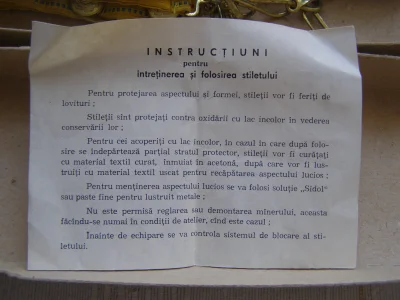 INSTRUCȚIUNI
pentru
întreținerea și folosirea stiletului
Pentru protejarea aspectului și formei, stileții vor fi feriți de
lovituri ;
Stileții sînt protejați contra oxidării cu lac incolor în vederea
conservării lor ;
Pentru cei acoperiți cu lac incolor, în cazul în care după folo-
sire se îndepărtează parțial stratul protector, stileții vor fi curățați
cu material textil curat, înmuiat în acetonă, după care vor fi lus-
truiți cu material textil uscat pentru recăpătarea aspectului lucios ;
Pentru menținerea aspectului lucios se va folosi soluție „Sidol"
sau paste fine pentru lustruit metale ;
Nu este permisă reglarea sau demontarea mînerului, aceasta
făcîndu-se numai în condiții de atelier, cînd este cazul ;
Înainte de echipare se va controla sistemul de blocare al sti-
letului.